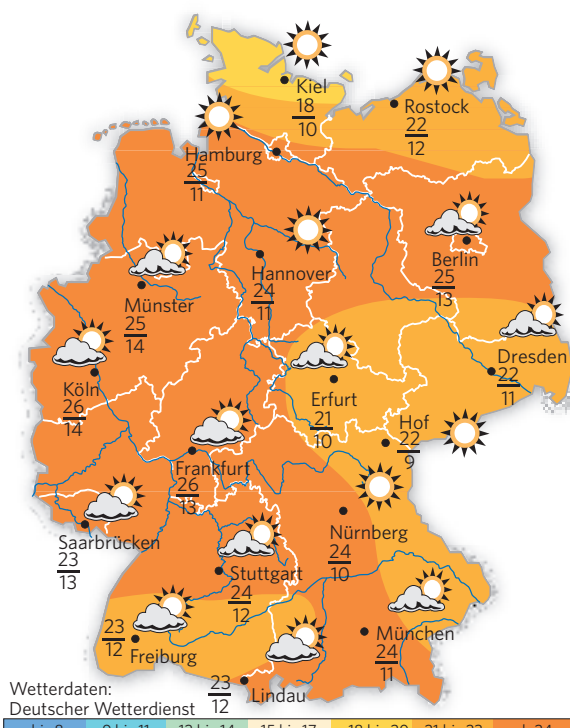 Kiel
18
10
Rostock
22
12
Hamburg
25
11
Berlin
25
13
Hannover
24
11
Münster
25
14
Dresden
22
11
Köln
26
14
Erfurt
21
10
Hof
22
9
Frankfurt
26
13
Nürnberg
24
10
Saarbrücken
23
13
Stuttgart
24
12
München
24
11
23
12
Freiburg
23
12
Lindau
Wetterdaten:
Deutscher Wetterdienst